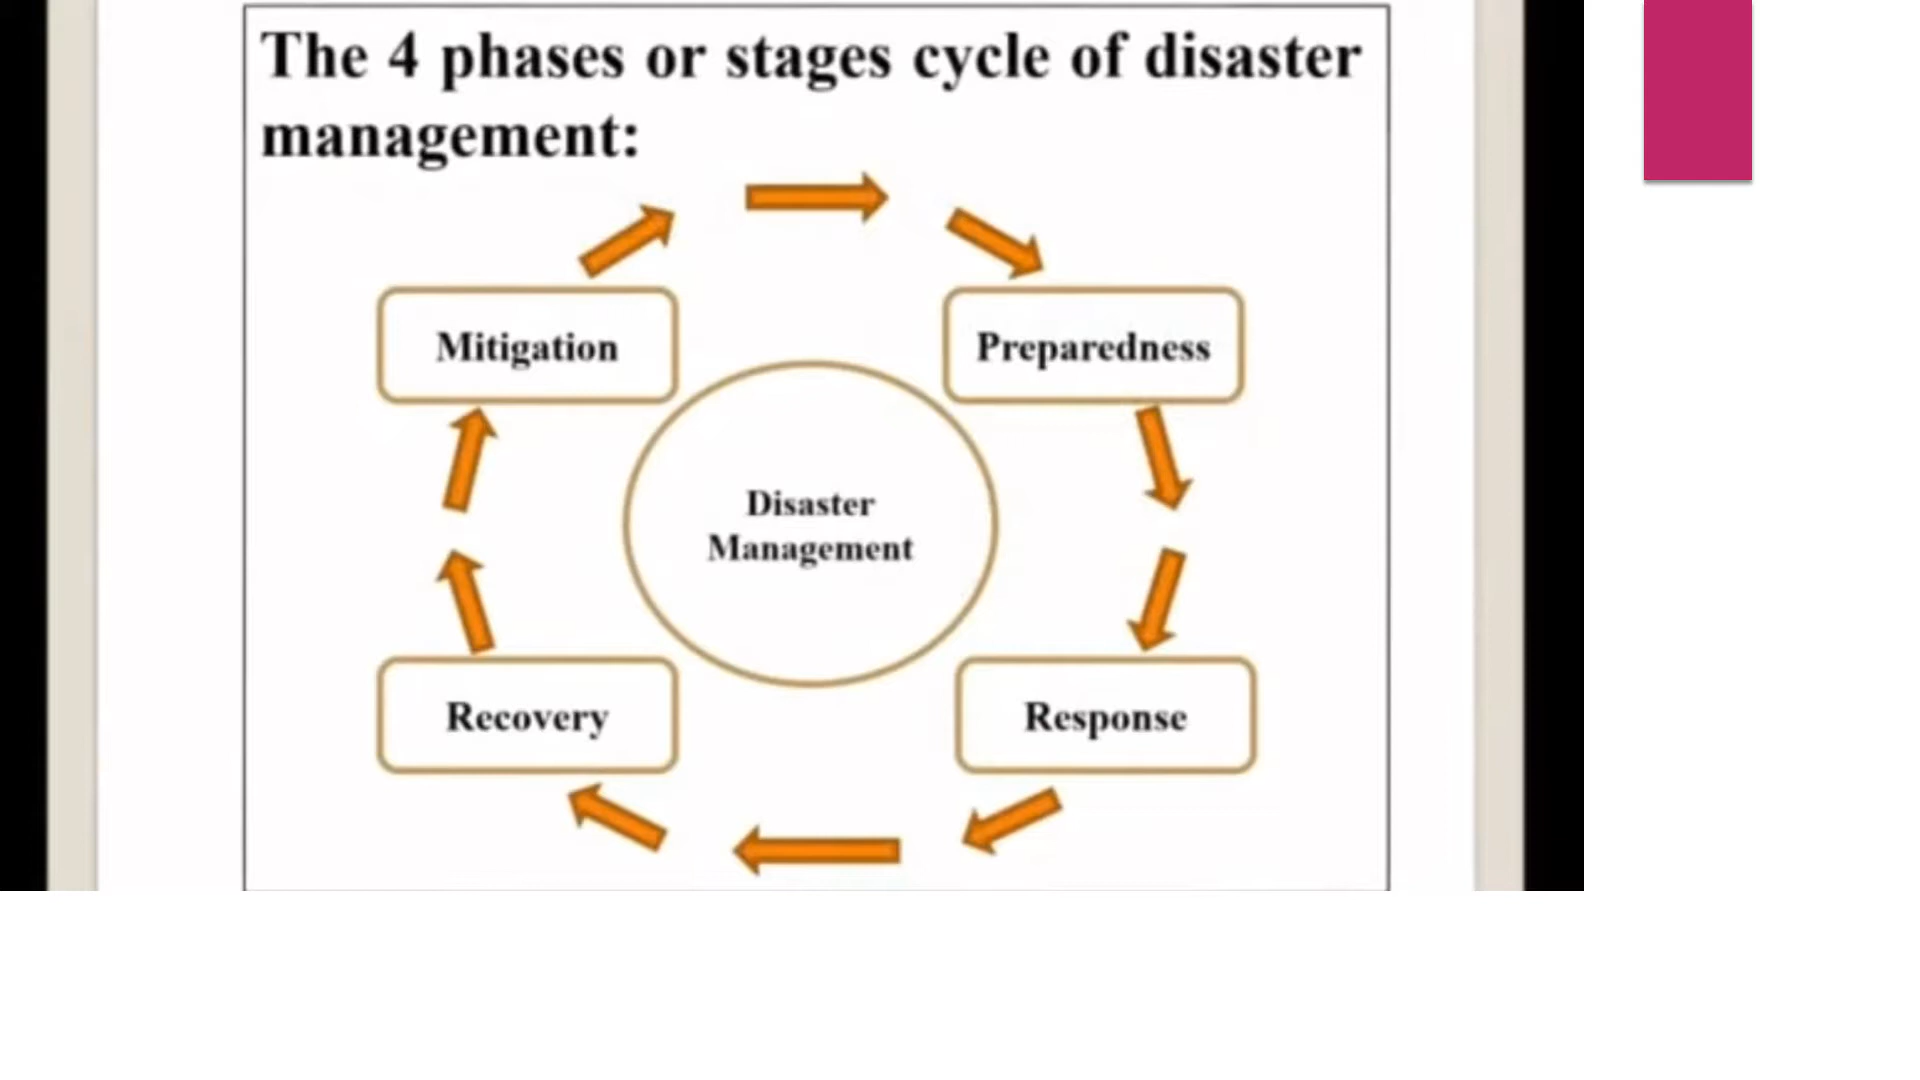 The 4 phases or stages cycle of disaster
management:
Mitigation
Preparedness
Disaster
Management
Recovery
Response